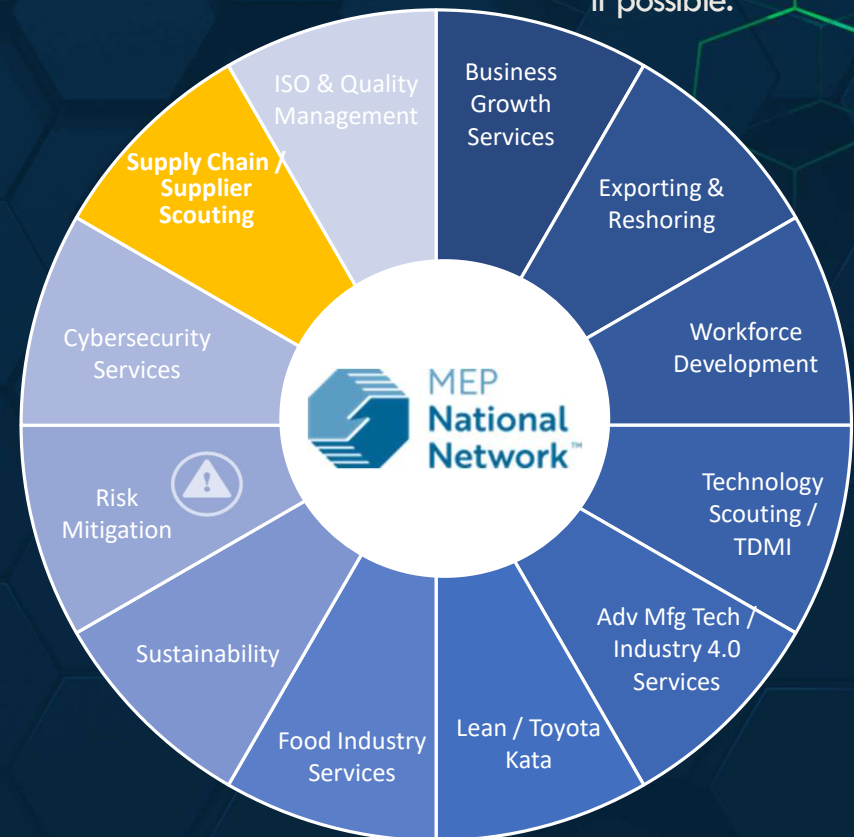 if possible.
ISO & Quality
Management
Business
Growth
Services
Exporting &
Reshoring
Workforce
Development
Technology
Scouting /
TDMI
Adv Mfg Tech /
Industry 4.0
Services
Lean / Toyota
Kata
Food Industry
Services
Sustainability
Risk
Mitigation
Cybersecurity
Services
Supply Chain /
Supplier
Scouting
MEP
National
Network™